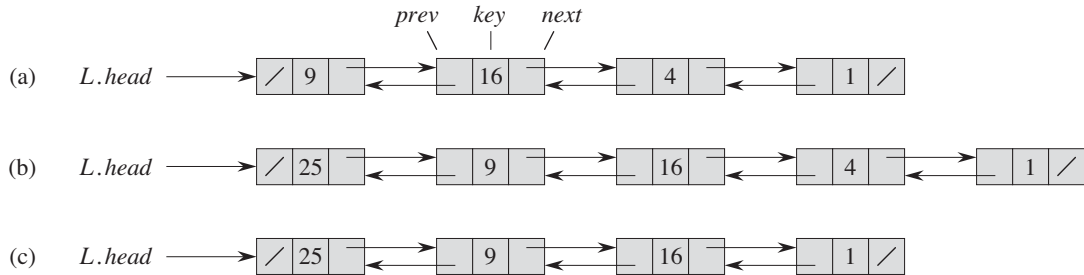 prev key next
(a) L.head / 9 16 4 1 /
(b) L.head / 25 9 16 4 1 /
(c) L.head / 25 9 16 1 /